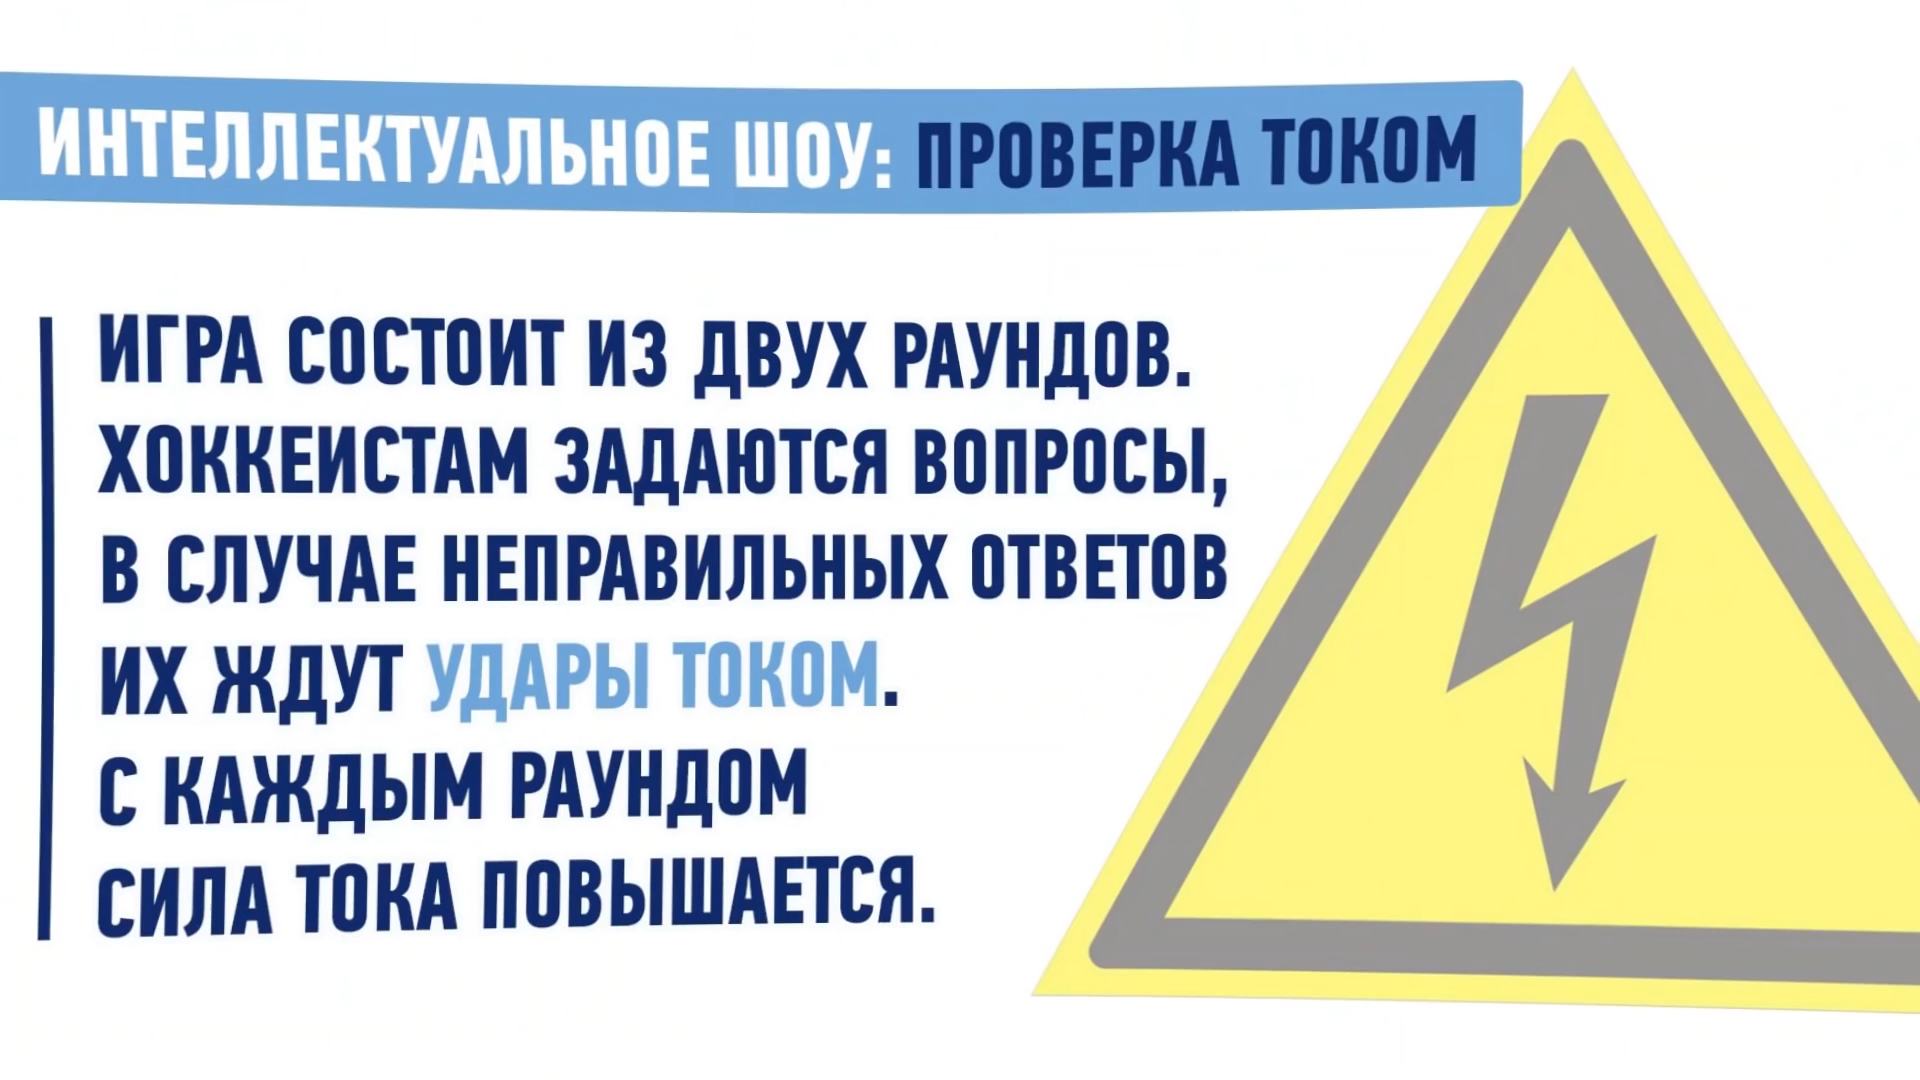 ИНТЕЛЛЕКТУАЛЬНОЕ ШОУ: ПРОВЕРКА ТОКОМ
ИГРА СОСТОИТ ИЗ ДВУХ РАУНДОВ.
ХОККЕИСТАМ ЗАДАЮТСЯ ВОПРОСЫ,
В СЛУЧАЕ НЕПРАВИЛЬНЫХ ОТВЕТОВ
ИХ ЖДУТ УДАРЫ ТОКОМ.
С КАЖДЫМ РАУНДОМ
СИЛА ТОКА ПОВЫШАЕТСЯ.